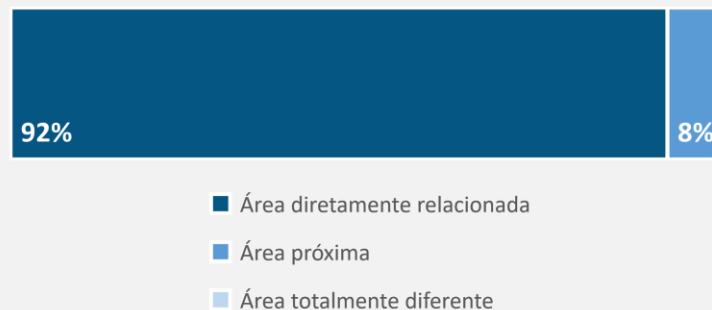 92% 8%
Área diretamente relacionada
Área próxima
Área totalmente diferente